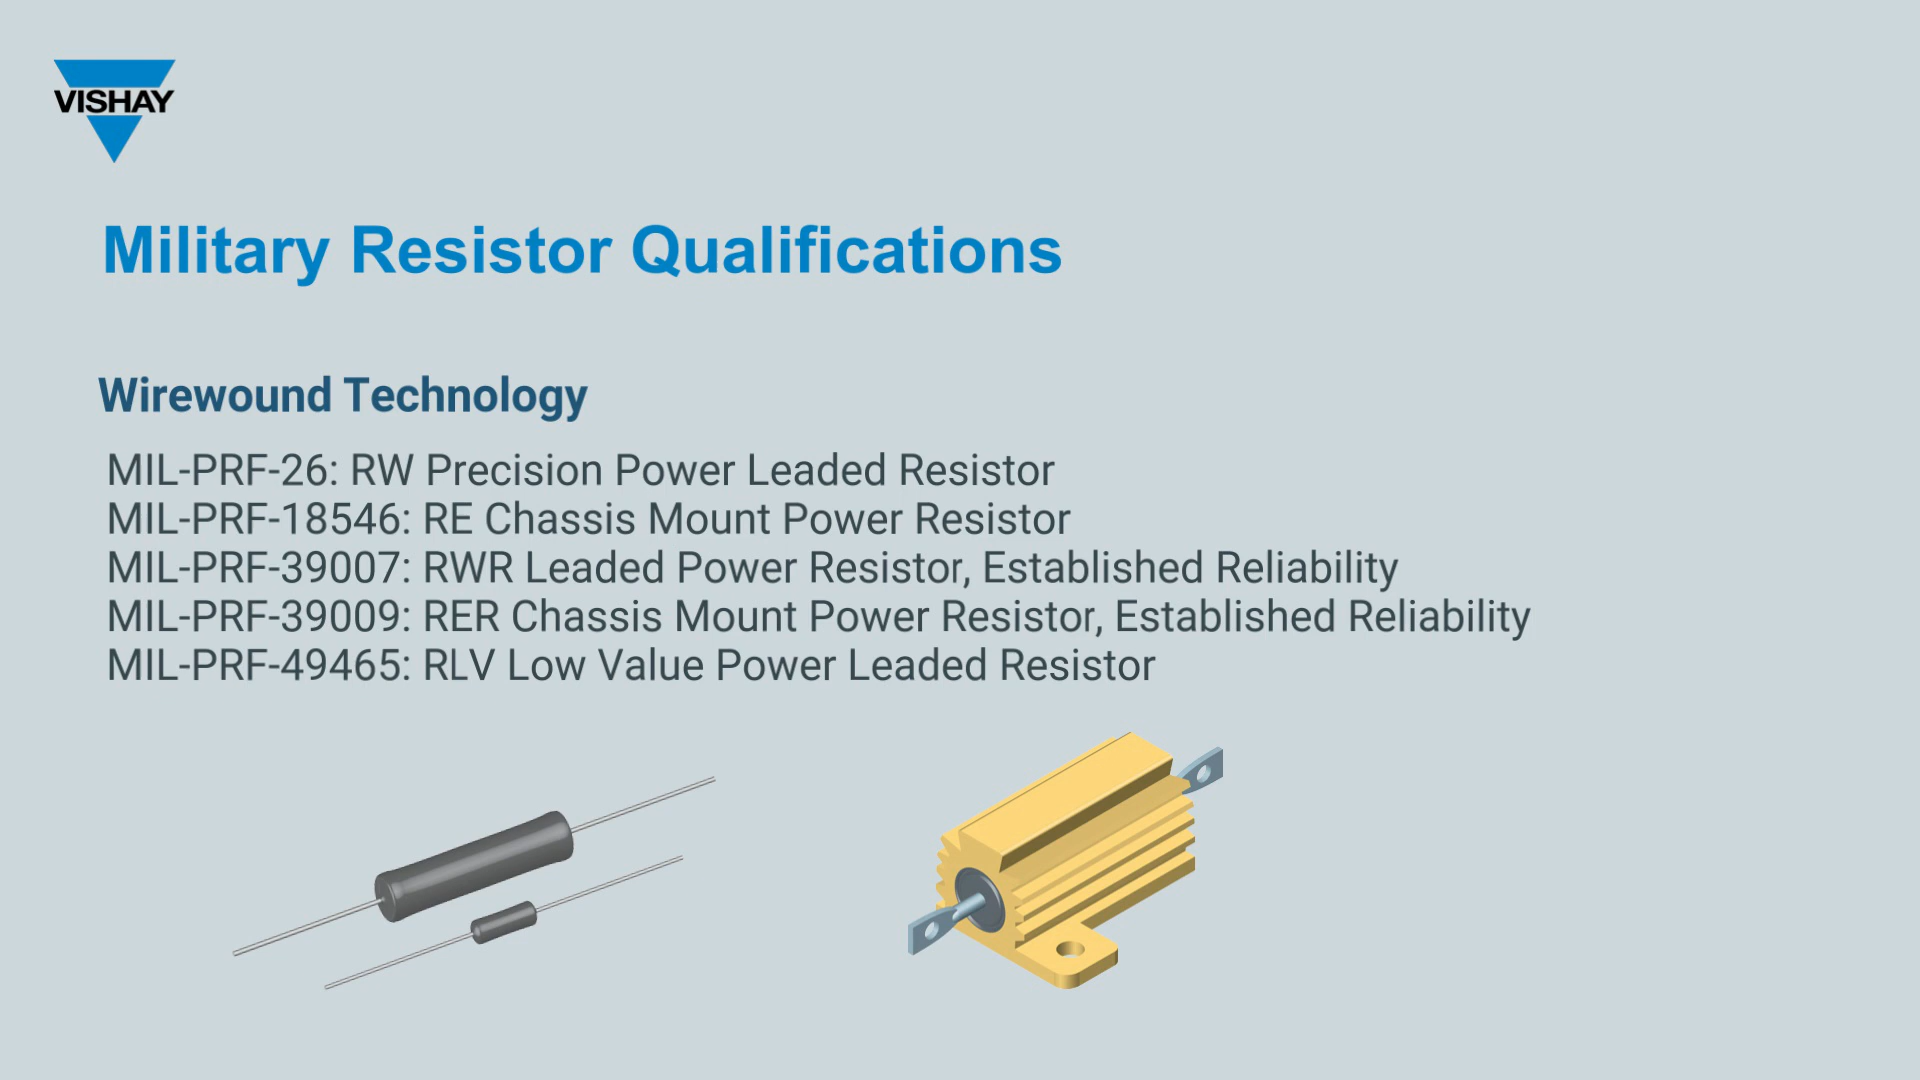 VISHAY
Military Resistor Qualifications
Wirewound Technology
MIL-PRF-26: RW Precision Power Leaded Resistor
MIL-PRF-18546: RE Chassis Mount Power Resistor
MIL-PRF-39007: RWR Leaded Power Resistor, Established Reliability
MIL-PRF-39009: RER Chassis Mount Power Resistor, Established Reliability
MIL-PRF-49465: RLV Low Value Power Leaded Resistor